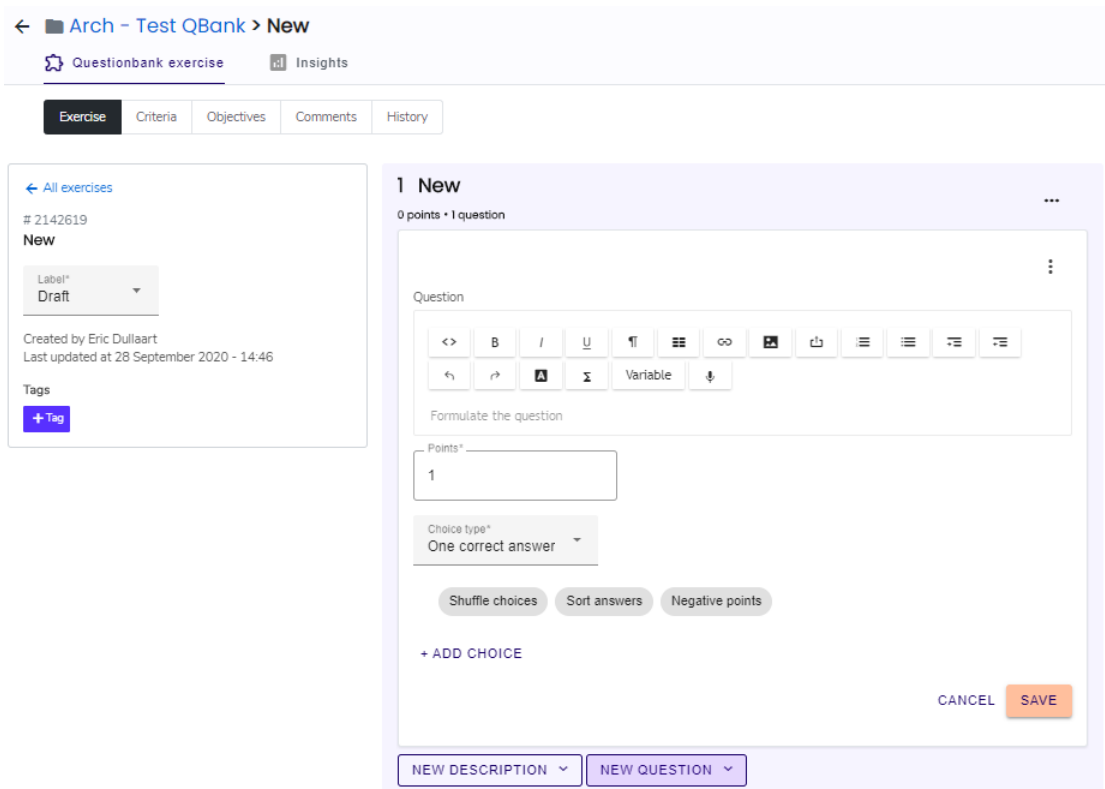 Arch - Test QBank > New
Questionbank exercise Insights
Exercise Criteria Objectives Comments History
All exercises
# 2142619
New
Label*
Draft
Created by Eric Dullaart
Last updated at 28 September 2020 - 14:46
Tags
+ Tag
1 New
0 points • 1 question
Question
B I U
Variable
Formulate the question
Points*
1
Choice type*
One correct answer
Shuffle choices Sort answers Negative points
+ ADD CHOICE
CANCEL SAVE
NEW DESCRIPTION NEW QUESTION